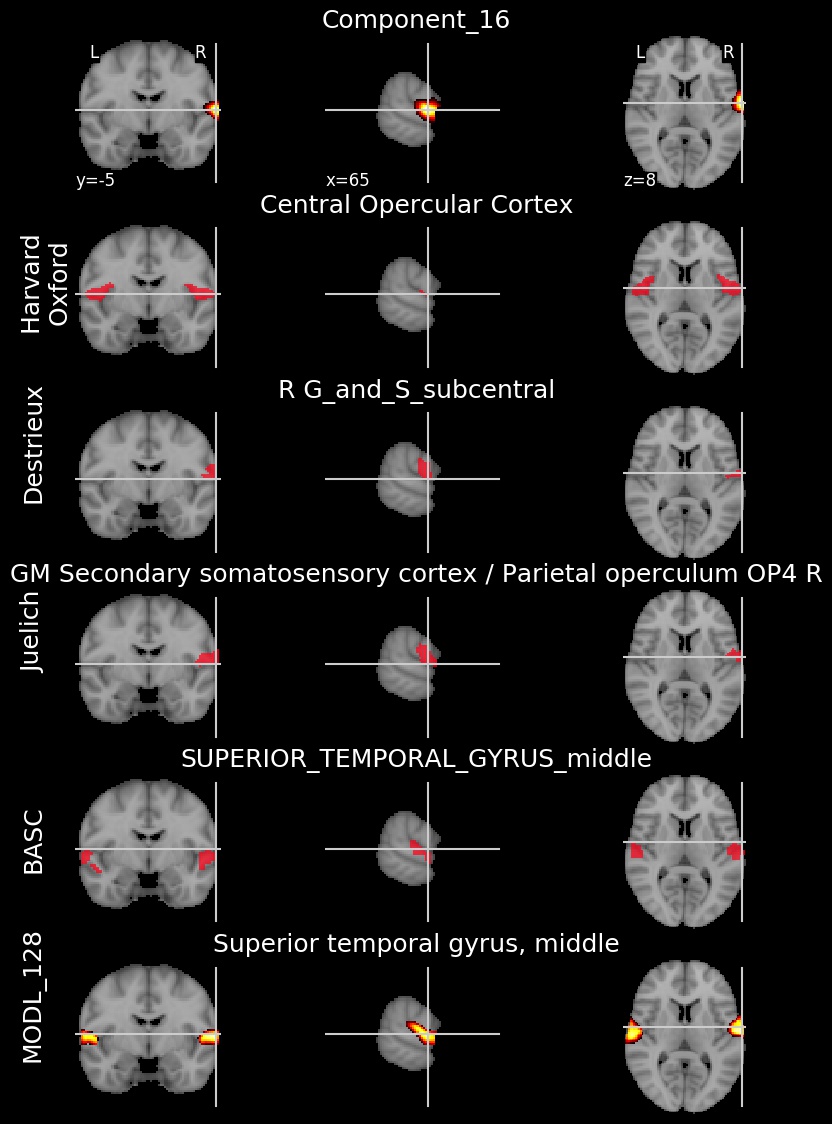 Component_16
L R
L R
y=-5
x=65
z=8
Central Opercular Cortex
Harvard
Oxford
R G_and_S_subcentral
Destrieux
GM Secondary somatosensory cortex / Parietal operculum OP4 R
Juelich
SUPERIOR_TEMPORAL_GYRUS_middle
BASC
Superior temporal gyrus, middle
MODL_128